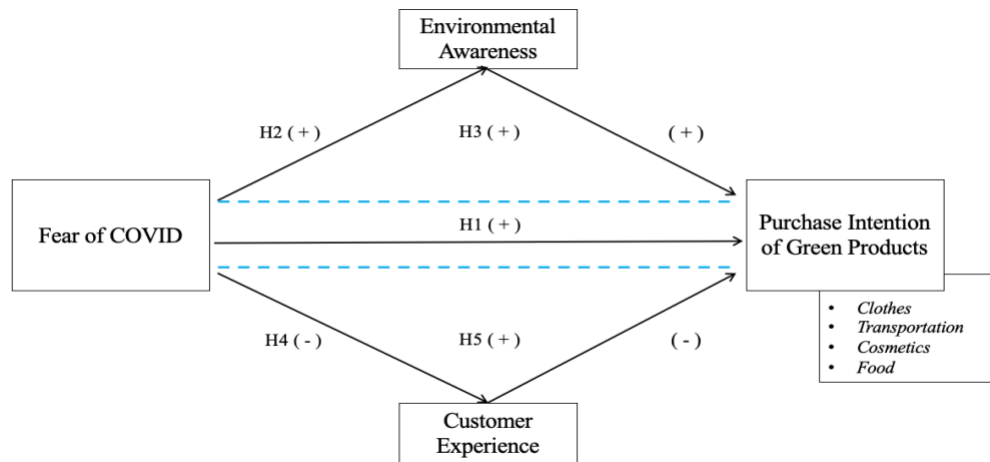 Environmental
Awareness
H2 ( + )
H3 ( + )
( + )
Fear of COVID
H1 ( + )
Purchase Intention
of Green Products
• Clothes
• Transportation
• Cosmetics
• Food
H4 ( - )
H5 ( + )
( - )
Customer
Experience